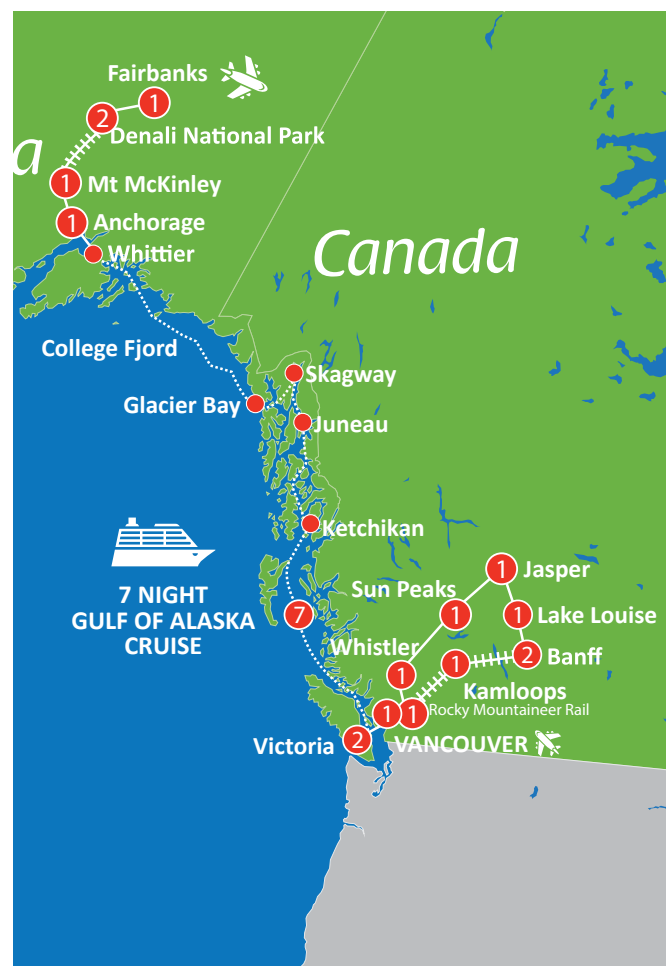 Fairbanks
1
2
Denali National Park
a
1
Mt McKinley
1
Anchorage
Whittier
Canada
College Fjord
Skagway
Glacier Bay
Juneau
Ketchikan
7 NIGHT
GULF OF ALASKA
CRUISE
7
1
Jasper
Sun Peaks
1
1
Lake Louise
Whistler
1
2
Banff
1
Kamloops
Rocky Mountaineer Rail
1
1
2
Victoria
VANCOUVER